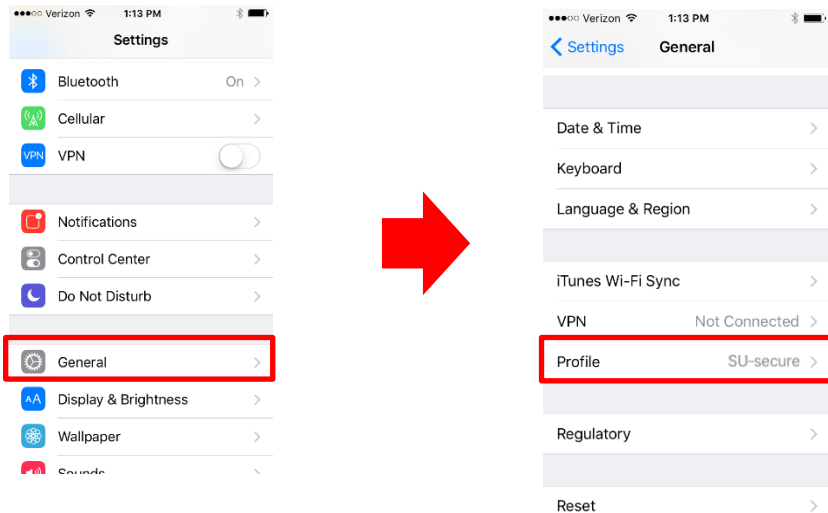 Verizon 1:13 PM
Settings
Bluetooth On
Cellular
VPN VPN
Notifications
Control Center
Do Not Disturb
General
AA Display & Brightness
Wallpaper
Sounds
Verizon 1:13 PM
Settings General
Date & Time
Keyboard
Language & Region
iTunes Wi-Fi Sync
VPN Not Connected
Profile SU-secure
Regulatory
Reset